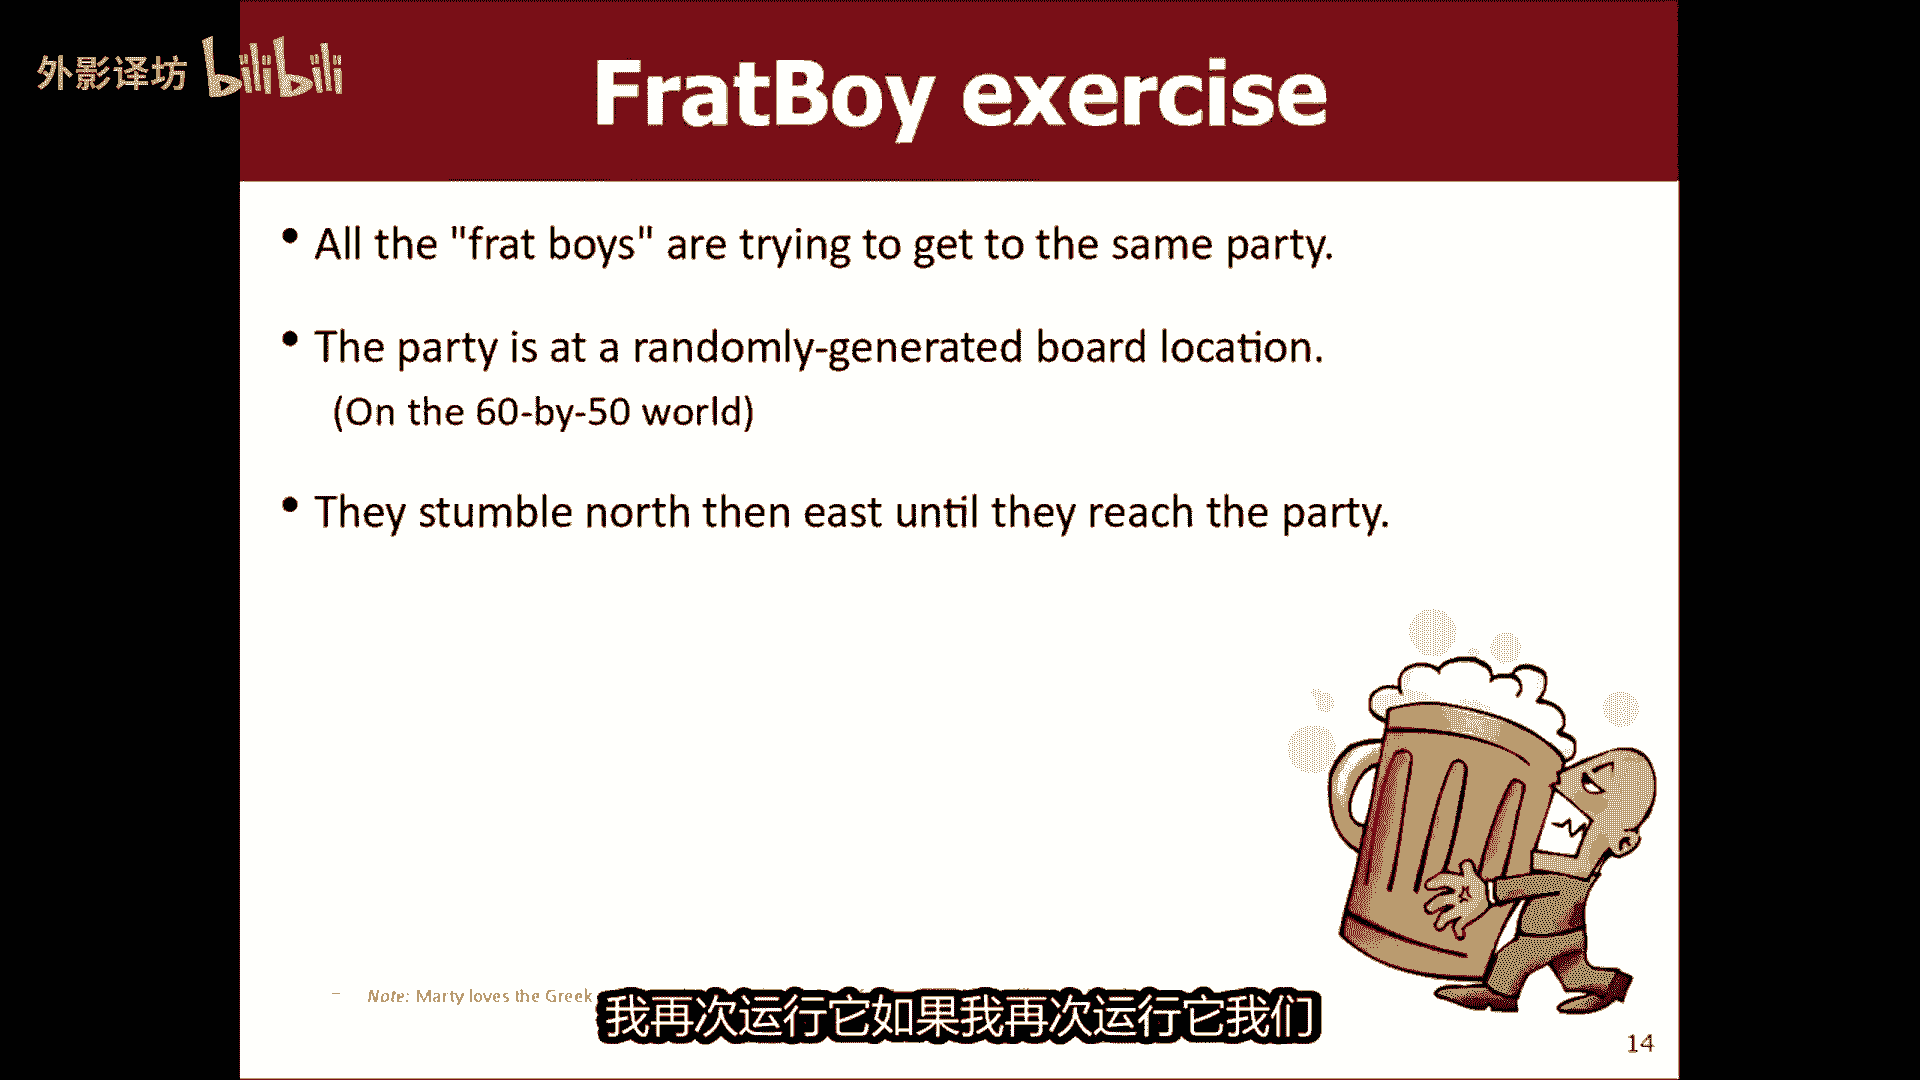 外影译坊 bilibili
FratBoy exercise
• All the "frat boys" are trying to get to the same party.
• The party is at a randomly-generated board location.
(On the 60-by-50 world)
• They stumble north then east until they reach the party.
– Note: Marty loves the Greek
我再次运行它如果我再次运行它我们
14